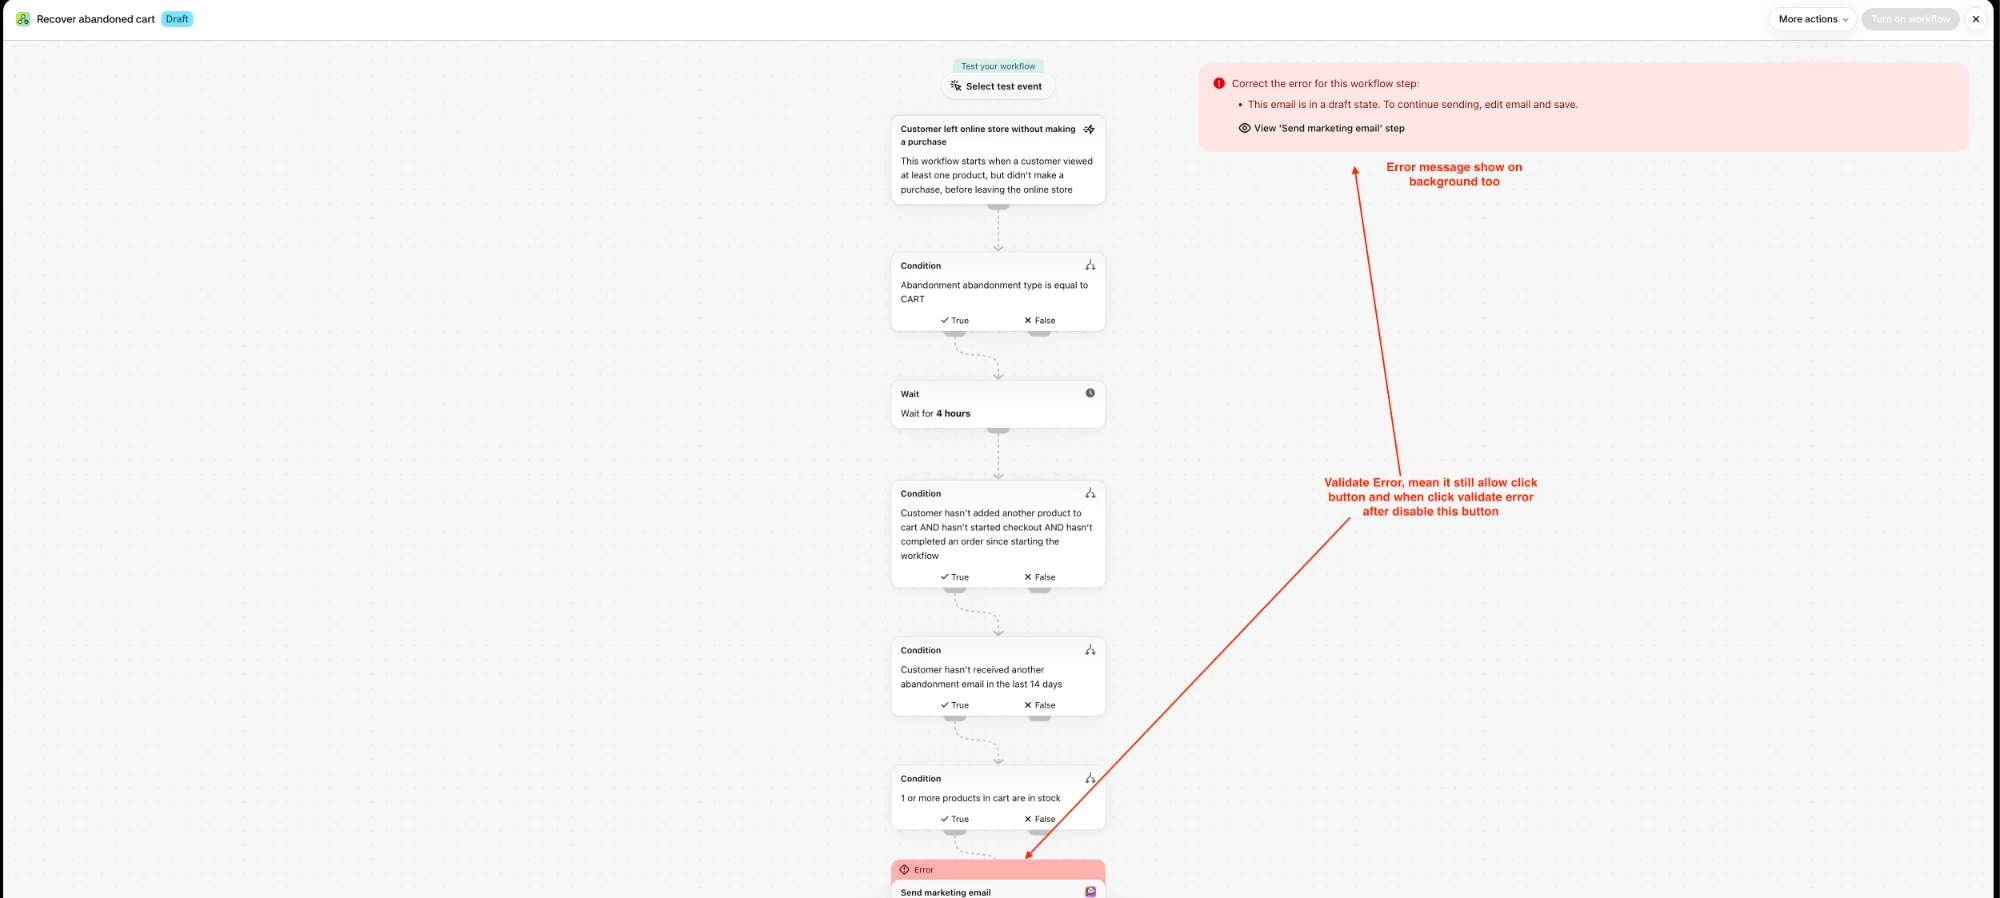 Recover abandoned cart Draft
More actions Turn on workflow
Test your workflow
Select test event
Correct the error for this workflow step:
• This email is in a draft state. To continue sending, edit email and save.
View 'Send marketing email' step
Error message show on
background too
Customer left online store without making
a purchase
This workflow starts when a customer viewed
at least one product, but didn't make a
purchase, before leaving the online store
Condition
Abandonment abandonment type is equal to
CART
True False
Wait
Wait for 4 hours
Validate Error, mean it still allow click
button and when click validate error
after disable this button
Condition
Customer hasn't added another product to
cart AND hasn't started checkout AND hasn't
completed an order since starting the
workflow
True False
Condition
Customer hasn't received another
abandonment email in the last 14 days
True False
Condition
1 or more products in cart are in stock
True False
Error
Send marketing email